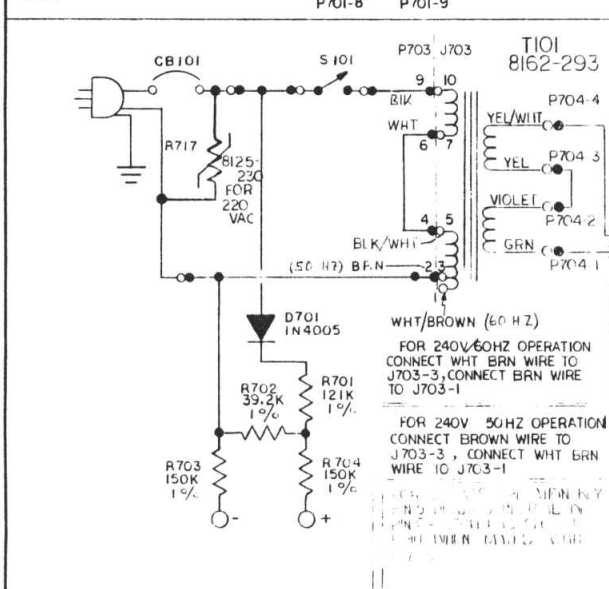 P701-8 P701-9
CB101
S101
P703 J703
T101
8162-293
9 10
BLK
WHT
6 7
YEL/WHT
P704-4
YEL
P704-3
VIOLET
P704-2
GRN
P704-1
R717
8125-
230
FOR
220
VAC
4 5
BLK/WHT
(50 HZ) BRN
2 3
1
WHT/BROWN (60 HZ)
D701
1N4005
R702
39.2K
1%
R701
121K
1%
R703
150K
1%
R704
150K
1%
- +
FOR 240V/60HZ OPERATION
CONNECT WHT BRN WIRE TO
J703-3, CONNECT BRN WIRE
TO J703-1
FOR 240V 50HZ OPERATION
CONNECT BROWN WIRE TO
J703-3, CONNECT WHT BRN
WIRE TO J703-1